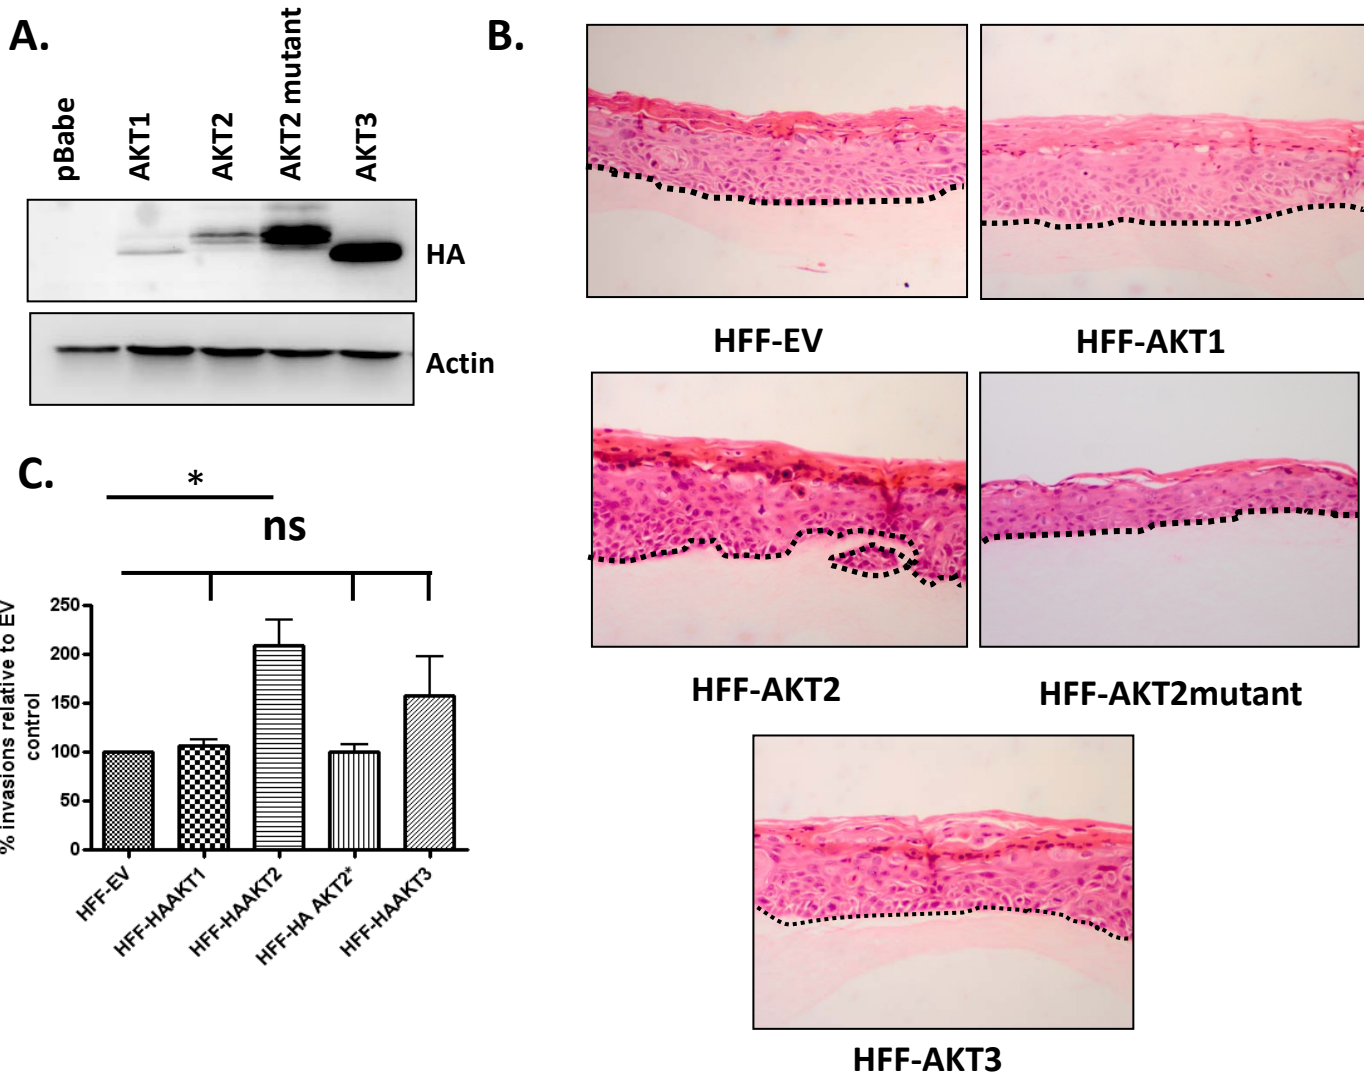 A.
pBabe
AKT1
AKT2
AKT2 mutant
AKT3
HA
Actin
B.
HFF-EV
HFF-AKT1
HFF-AKT2
HFF-AKT2mutant
HFF-AKT3
C.
*
ns
% invasions relative to EV
control
250
200
150
100
50
0
HFF-EV
HFF-HAAKT1
HFF-HAAKT2
HFF-HA AKT2*
HFF-HAAKT3